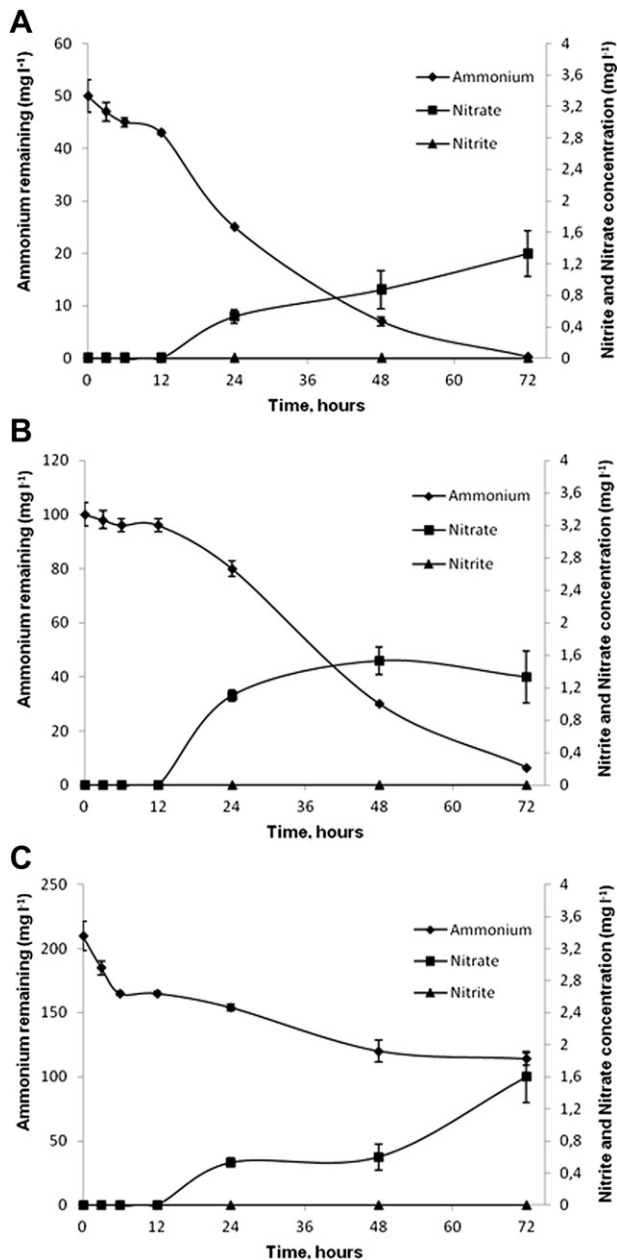 A
Ammonium remaining (mg l-1)
60
50
40
30
20
10
0
Ammonium
Nitrate
Nitrite
4
3,6
3,2
2,8
2,4
2
1,6
1,2
0,8
0,4
0
Nitrite and Nitrate concentration (mg l-1)
0 12 24 36 48 60 72
Time, hours
B
Ammonium remaining (mg l-1)
120
100
80
60
40
20
0
Ammonium
Nitrate
Nitrite
4
3,6
3,2
2,8
2,4
2
1,6
1,2
0,8
0,4
0
Nitrite and Nitrate concentration (mg l-1)
0 12 24 36 48 60 72
Time, hours
C
Ammonium remaining (mg l-1)
250
200
150
100
50
0
Ammonium
Nitrate
Nitrite
4
3,6
3,2
2,8
2,4
2
1,6
1,2
0,8
0,4
0
Nitrite and Nitrate concentration (mg l-1)
0 12 24 36 48 60 72
Time, hours